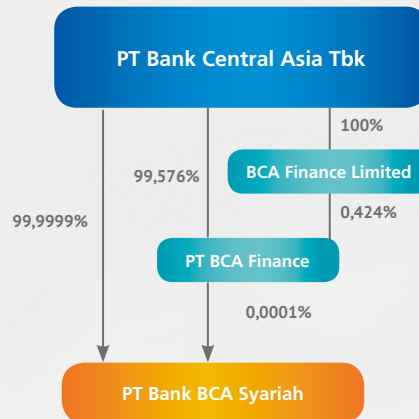 PT Bank Central Asia Tbk
100%
99,576%
BCA Finance Limited
99,9999%
0,424%
PT BCA Finance
0,0001%
PT Bank BCA Syariah